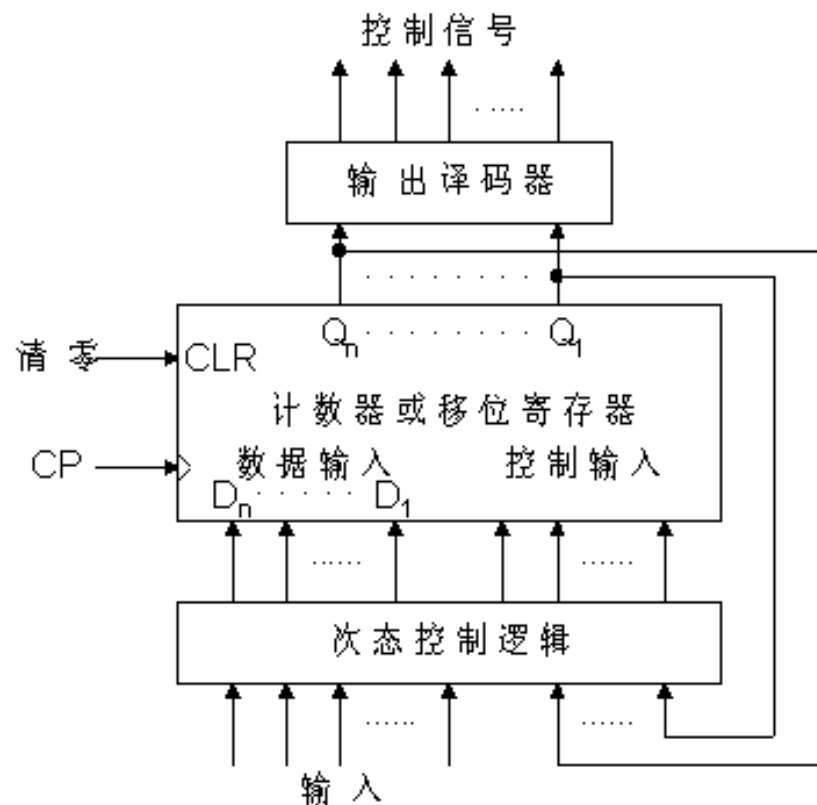 控制信号
输出译码器
Qn Q1
清零 CLR
计数器或移位寄存器
CP 数据输入 控制输入
Dn D1
次态控制逻辑
输入